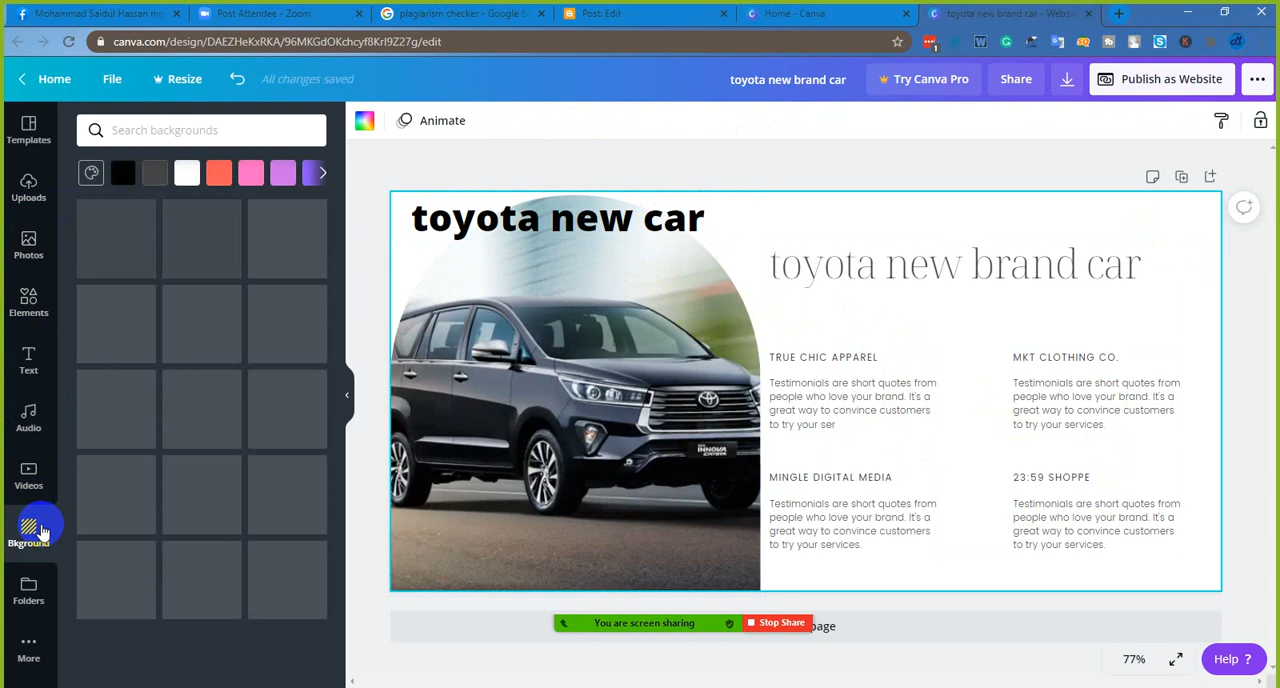 Mohammad Saidul Hassan me
Post Attendee - Zoom
plagiarism checker - Google S
Post: Edit
Home - Canva
toyota new brand car - Webs
canva.com/design/DAEZHeKxRKA/96MKGdOKchcyf8KrI9Z27g/edit
Home
File
Resize
All changes saved
toyota new brand car
Try Canva Pro
Share
Publish as Website
Templates
Uploads
Photos
Elements
Text
Audio
Videos
Bkground
Folders
More
Search backgrounds
Animate
toyota new car
toyota new brand car
TRUE CHIC APPAREL
Testimonials are short quotes from
people who love your brand. It's a
great way to convince customers
to try your ser
MKT CLOTHING CO.
Testimonials are short quotes from
people who love your brand. It's a
great way to convince customers
to try your services.
MINGLE DIGITAL MEDIA
Testimonials are short quotes from
people who love your brand. It's a
great way to convince customers
to try your services.
23:59 SHOPPE
Testimonials are short quotes from
people who love your brand. It's a
great way to convince customers
to try your services.
INNOVA
You are screen sharing
Stop Share
page
77%
Help ?